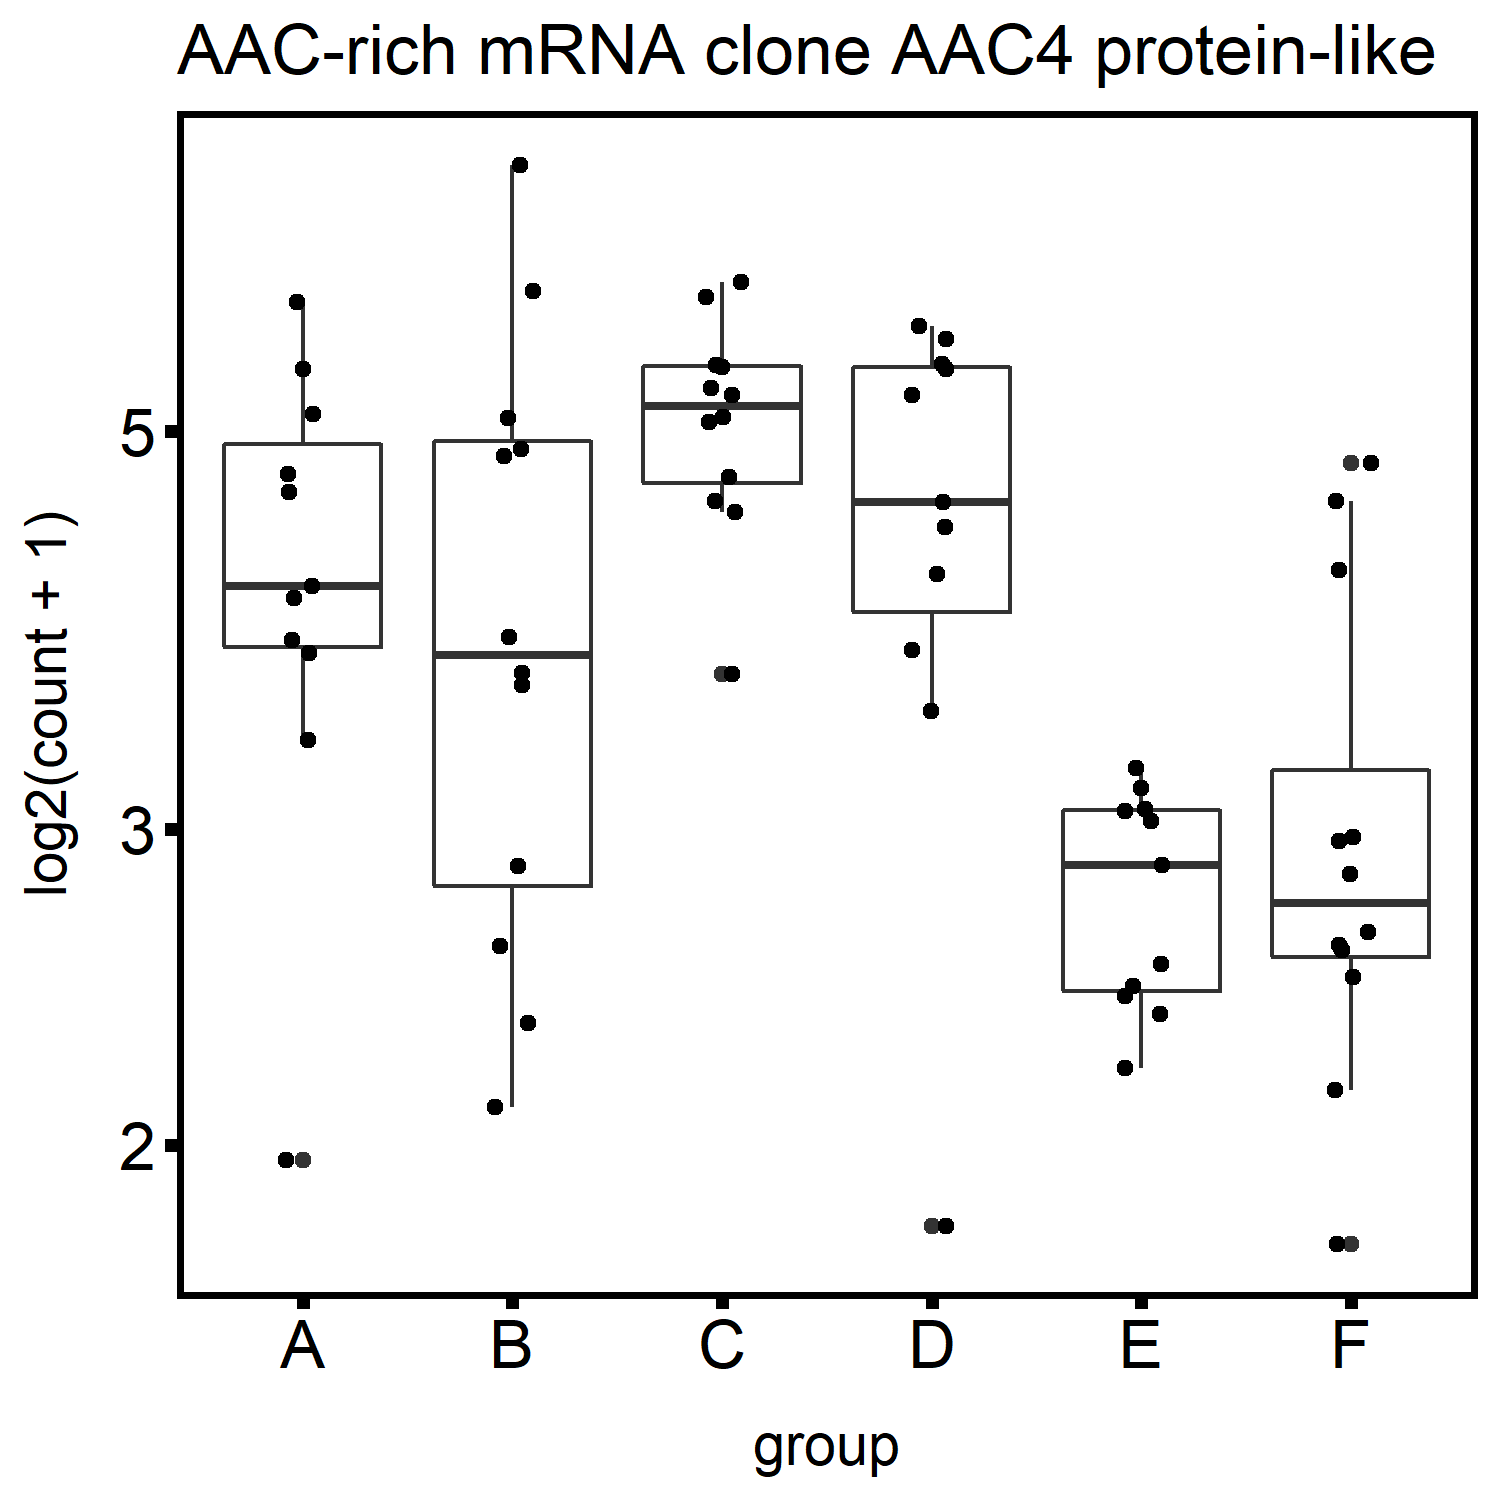 AAC-rich mRNA clone AAC4 protein-like
log2(count + 1)
5
3
2
A B C D E F
group